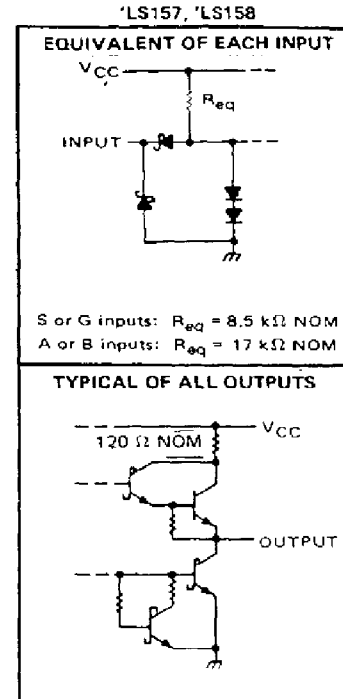 'LS157, 'LS158
EQUIVALENT OF EACH INPUT
VCC
Req
INPUT
S or G inputs: Req = 8.5 kΩ NOM
A or B inputs: Req = 17 kΩ NOM
TYPICAL OF ALL OUTPUTS
VCC
120 Ω NOM
OUTPUT